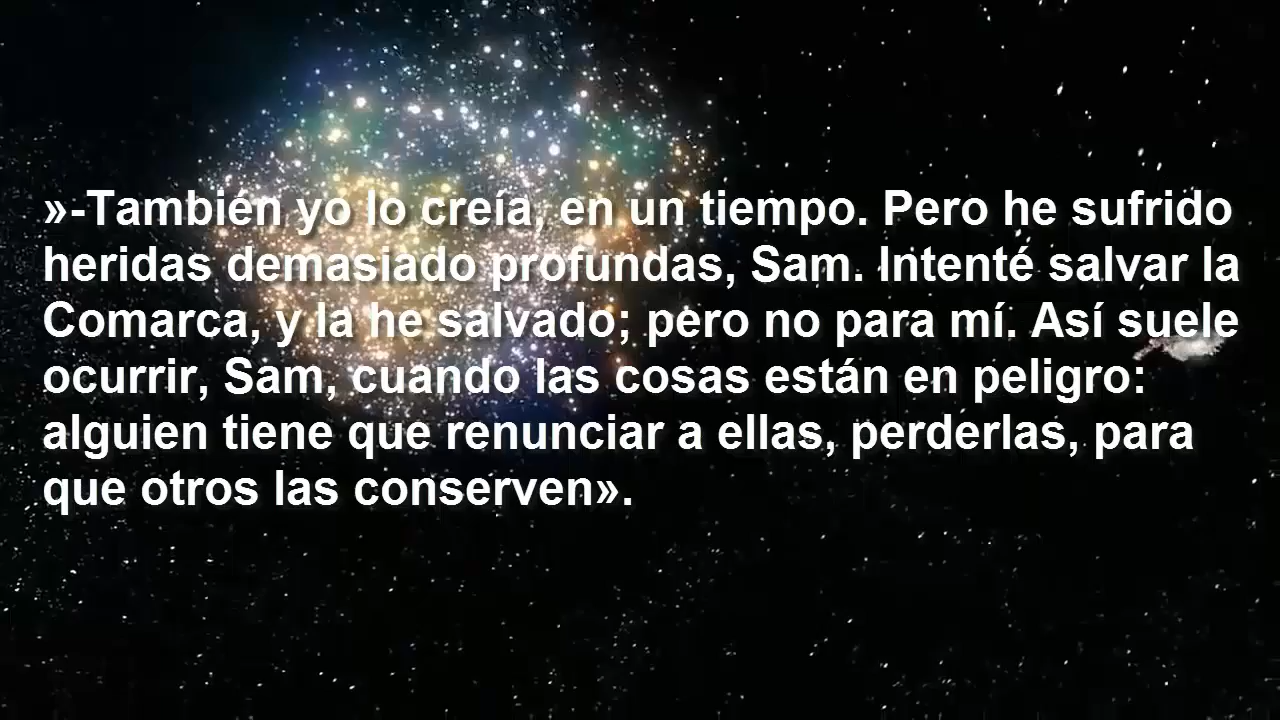 »-También yo lo creía, en un tiempo. Pero he sufrido
heridas demasiado profundas, Sam. Intenté salvar la
Comarca, y la he salvado; pero no para mí. Así suele
ocurrir, Sam, cuando las cosas están en peligro:
alguien tiene que renunciar a ellas, perderlas, para
que otros las conserven».